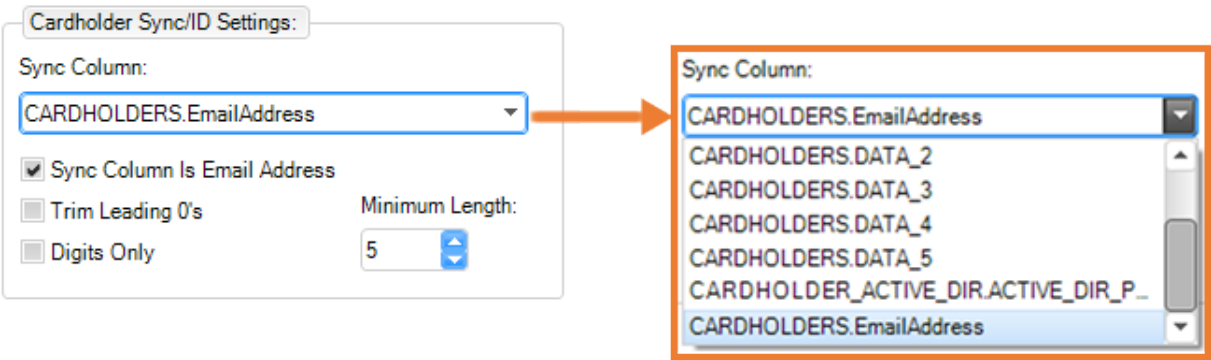 Cardholder Sync/ID Settings:
Sync Column:
CARDHOLDERS.EmailAddress
Sync Column Is Email Address
Trim Leading 0's
Minimum Length:
Digits Only
5
Sync Column:
CARDHOLDERS.EmailAddress
CARDHOLDERS.DATA_2
CARDHOLDERS.DATA_3
CARDHOLDERS.DATA_4
CARDHOLDERS.DATA_5
CARDHOLDER_ACTIVE_DIR.ACTIVE_DIR_P...
CARDHOLDERS.EmailAddress